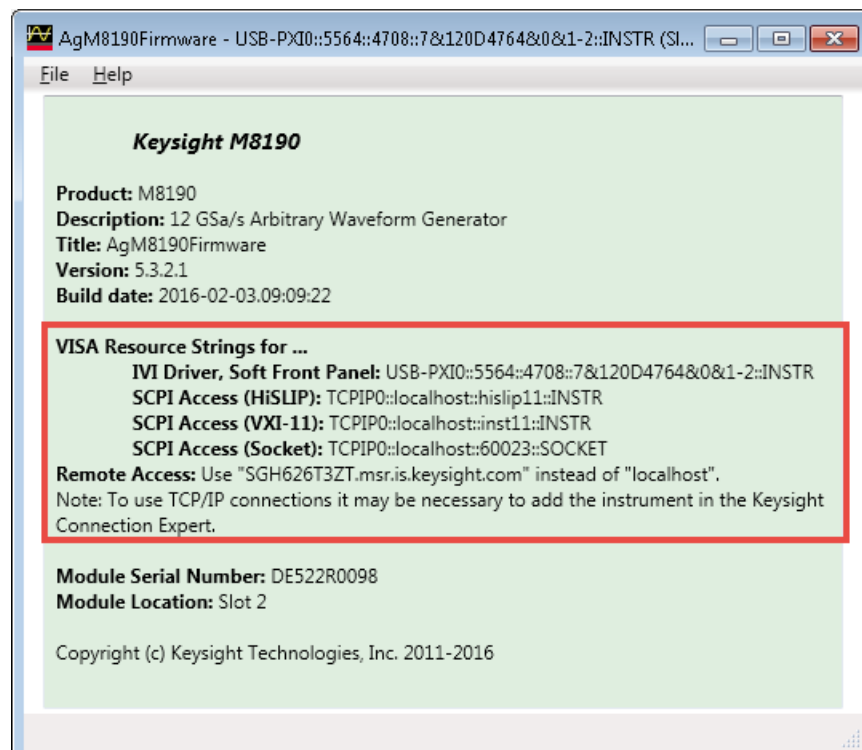 AgM8190Firmware - USB-PXI0::5564::4708::7&120D4764&0&1-2::INSTR (Sl...
File Help
Keysight M8190
Product: M8190
Description: 12 GSa/s Arbitrary Waveform Generator
Title: AgM8190Firmware
Version: 5.3.2.1
Build date: 2016-02-03.09:09:22
VISA Resource Strings for ...
IVI Driver, Soft Front Panel: USB-PXI0::5564::4708::7&120D4764&0&1-2::INSTR
SCPI Access (HiSLIP): TCPIP0::localhost::hislip11::INSTR
SCPI Access (VXI-11): TCPIP0::localhost::inst11::INSTR
SCPI Access (Socket): TCPIP0::localhost::60023::SOCKET
Remote Access: Use "SGH626T3ZT.msr.is.keysight.com" instead of "localhost".
Note: To use TCP/IP connections it may be necessary to add the instrument in the Keysight
Connection Expert.
Module Serial Number: DE522R0098
Module Location: Slot 2
Copyright (c) Keysight Technologies, Inc. 2011-2016